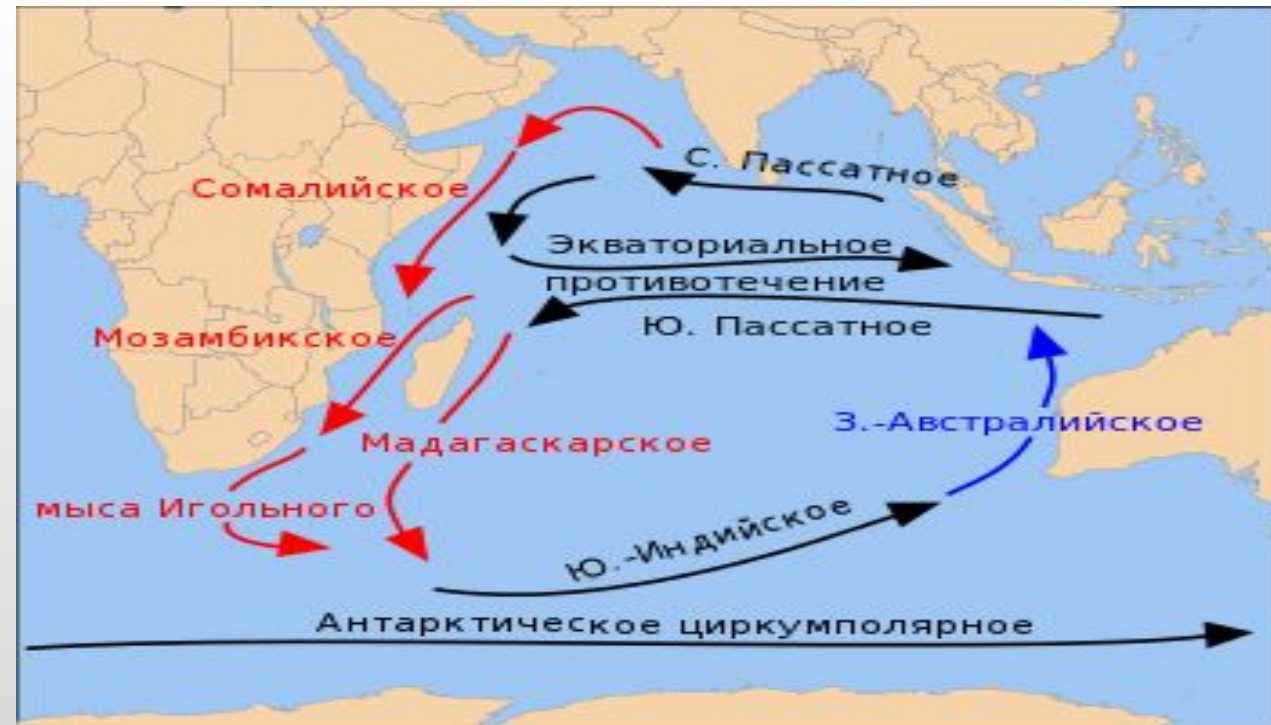 С. Пассатное
Сомалийское
Экваториальное
противотечение
Ю. Пассатное
Мозамбикское
З.-Австралийское
Мадагаскарское
мыса Игольного
Ю.-Индийское
Антарктическое циркумполярное